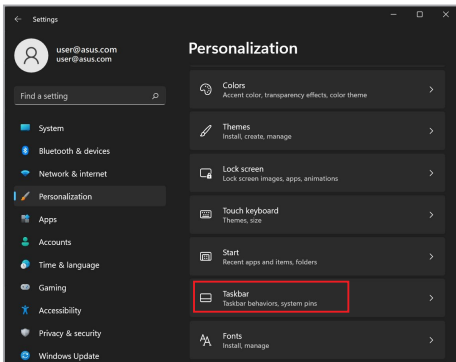 Settings
user@asus.com
user@asus.com
Find a setting
System
Bluetooth & devices
Network & internet
Personalization
Apps
Accounts
Time & language
Gaming
Accessibility
Privacy & security
Windows Update
Personalization
Colors
Accent color, transparency effects, color theme
Themes
Install, create, manage
Lock screen
Lock screen images, apps, animations
Touch keyboard
Themes, size
Start
Recent apps and items, folders
Taskbar
Taskbar behaviors, system pins
Fonts
Install, manage